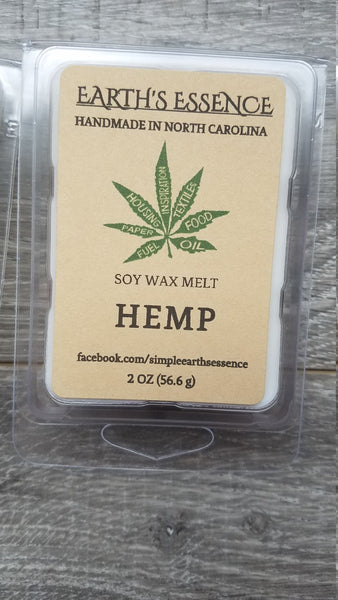 EARTH'S ESSENCE
HANDMADE IN NORTH CAROLINA
INSPIRATION
HOUSING
TEXTILES
PAPER
FOOD
FUEL
OIL
SOY WAX MELT
HEMP
facebook.com/simpleearthsessence
2 OZ (56.6 g)